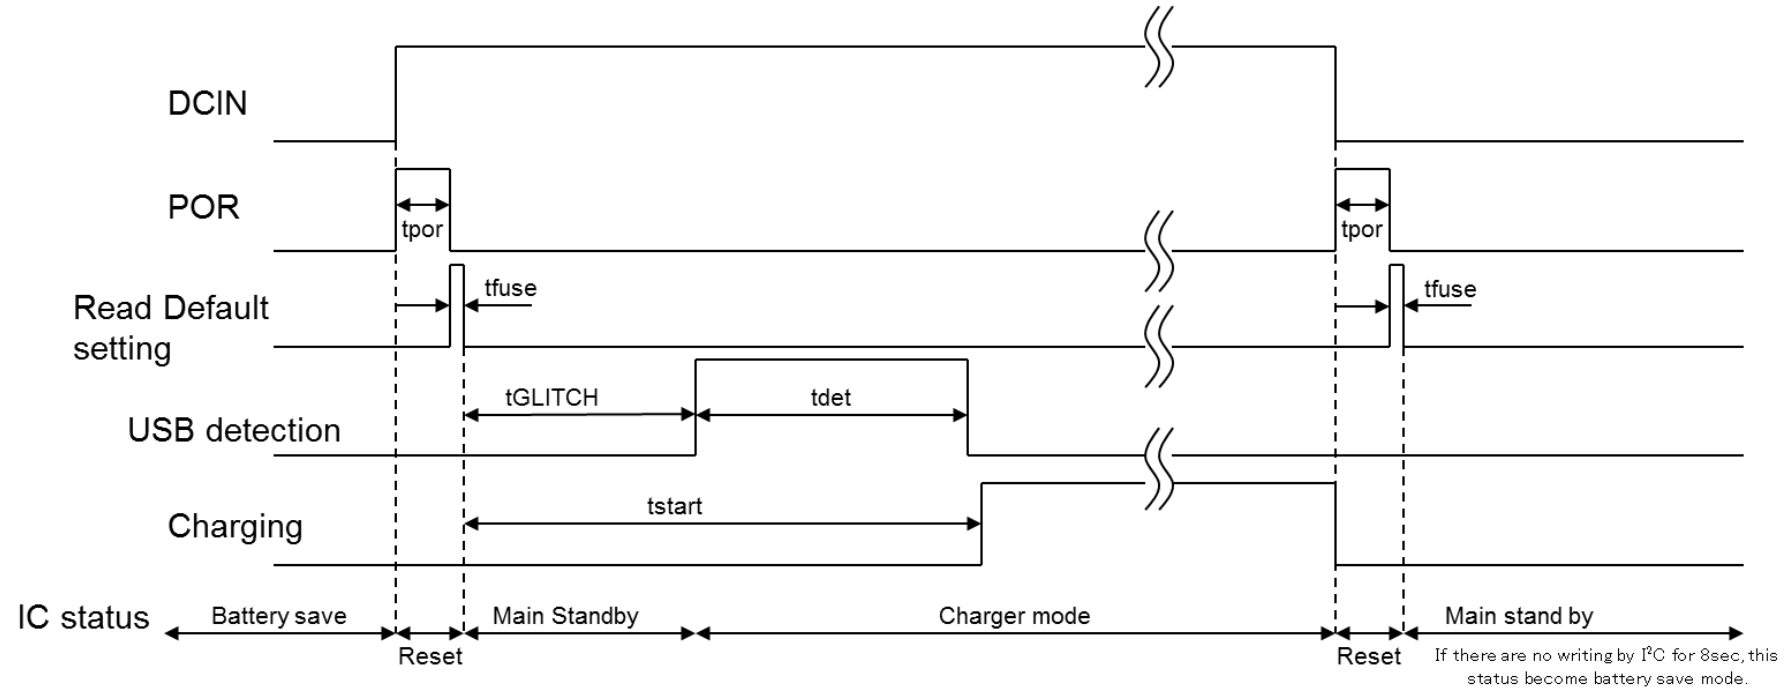 DCIN
POR
tpor
tpor
Read Default
setting
tfuse
tfuse
USB detection
tGLITCH
tdet
Charging
tstart
IC status
Battery save
Main Standby
Charger mode
Main stand by
Reset
Reset
If there are no writing by I²C for 8sec, this
status become battery save mode.